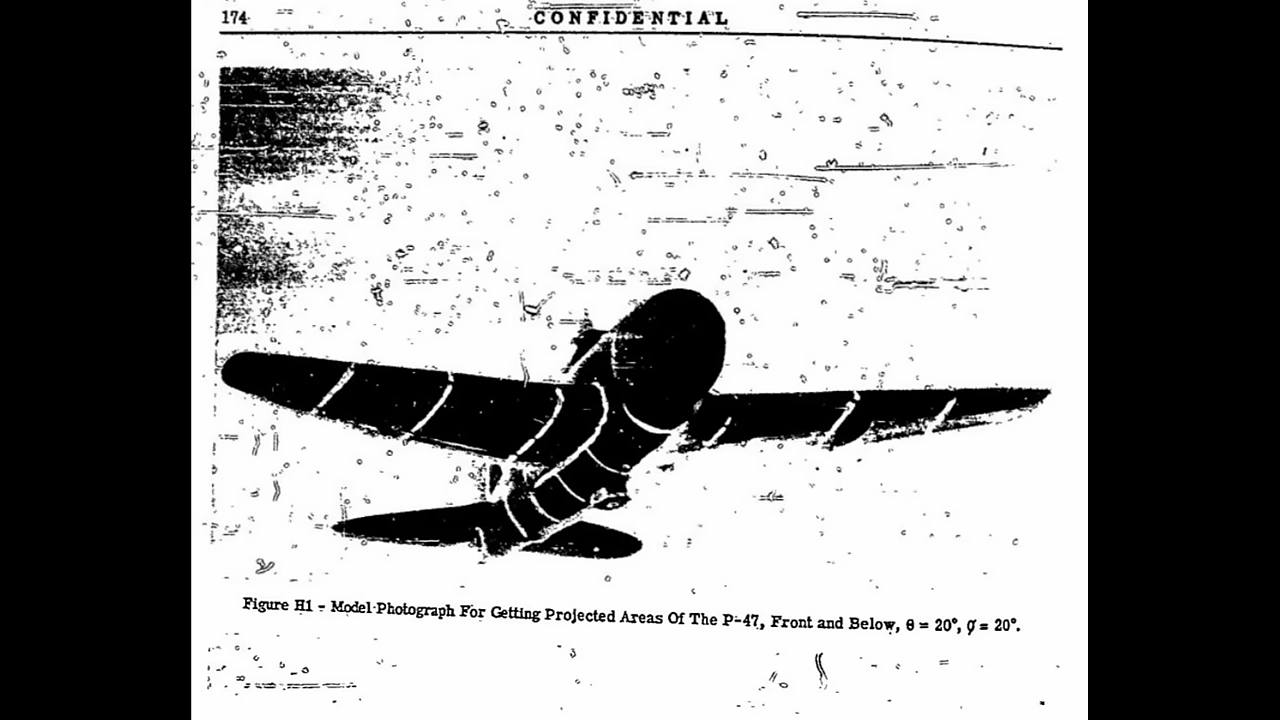 174 CONFIDENTIAL
Figure H1 - Model Photograph For Getting Projected Areas Of The P-47, Front and Below, θ = 20°, φ = 20°.